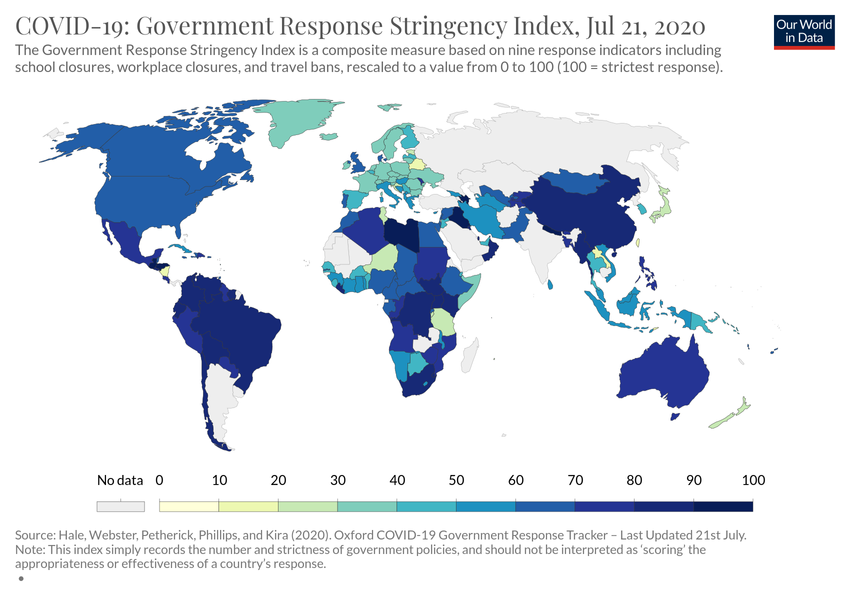 COVID-19: Government Response Stringency Index, Jul 21, 2020
Our World
in Data
The Government Response Stringency Index is a composite measure based on nine response indicators including
school closures, workplace closures, and travel bans, rescaled to a value from 0 to 100 (100 = strictest response).
No data 0 10 20 30 40 50 60 70 80 90 100
Source: Hale, Webster, Petherick, Phillips, and Kira (2020). Oxford COVID-19 Government Response Tracker – Last Updated 21st July.
Note: This index simply records the number and strictness of government policies, and should not be interpreted as ‘scoring’ the
appropriateness or effectiveness of a country’s response.
•